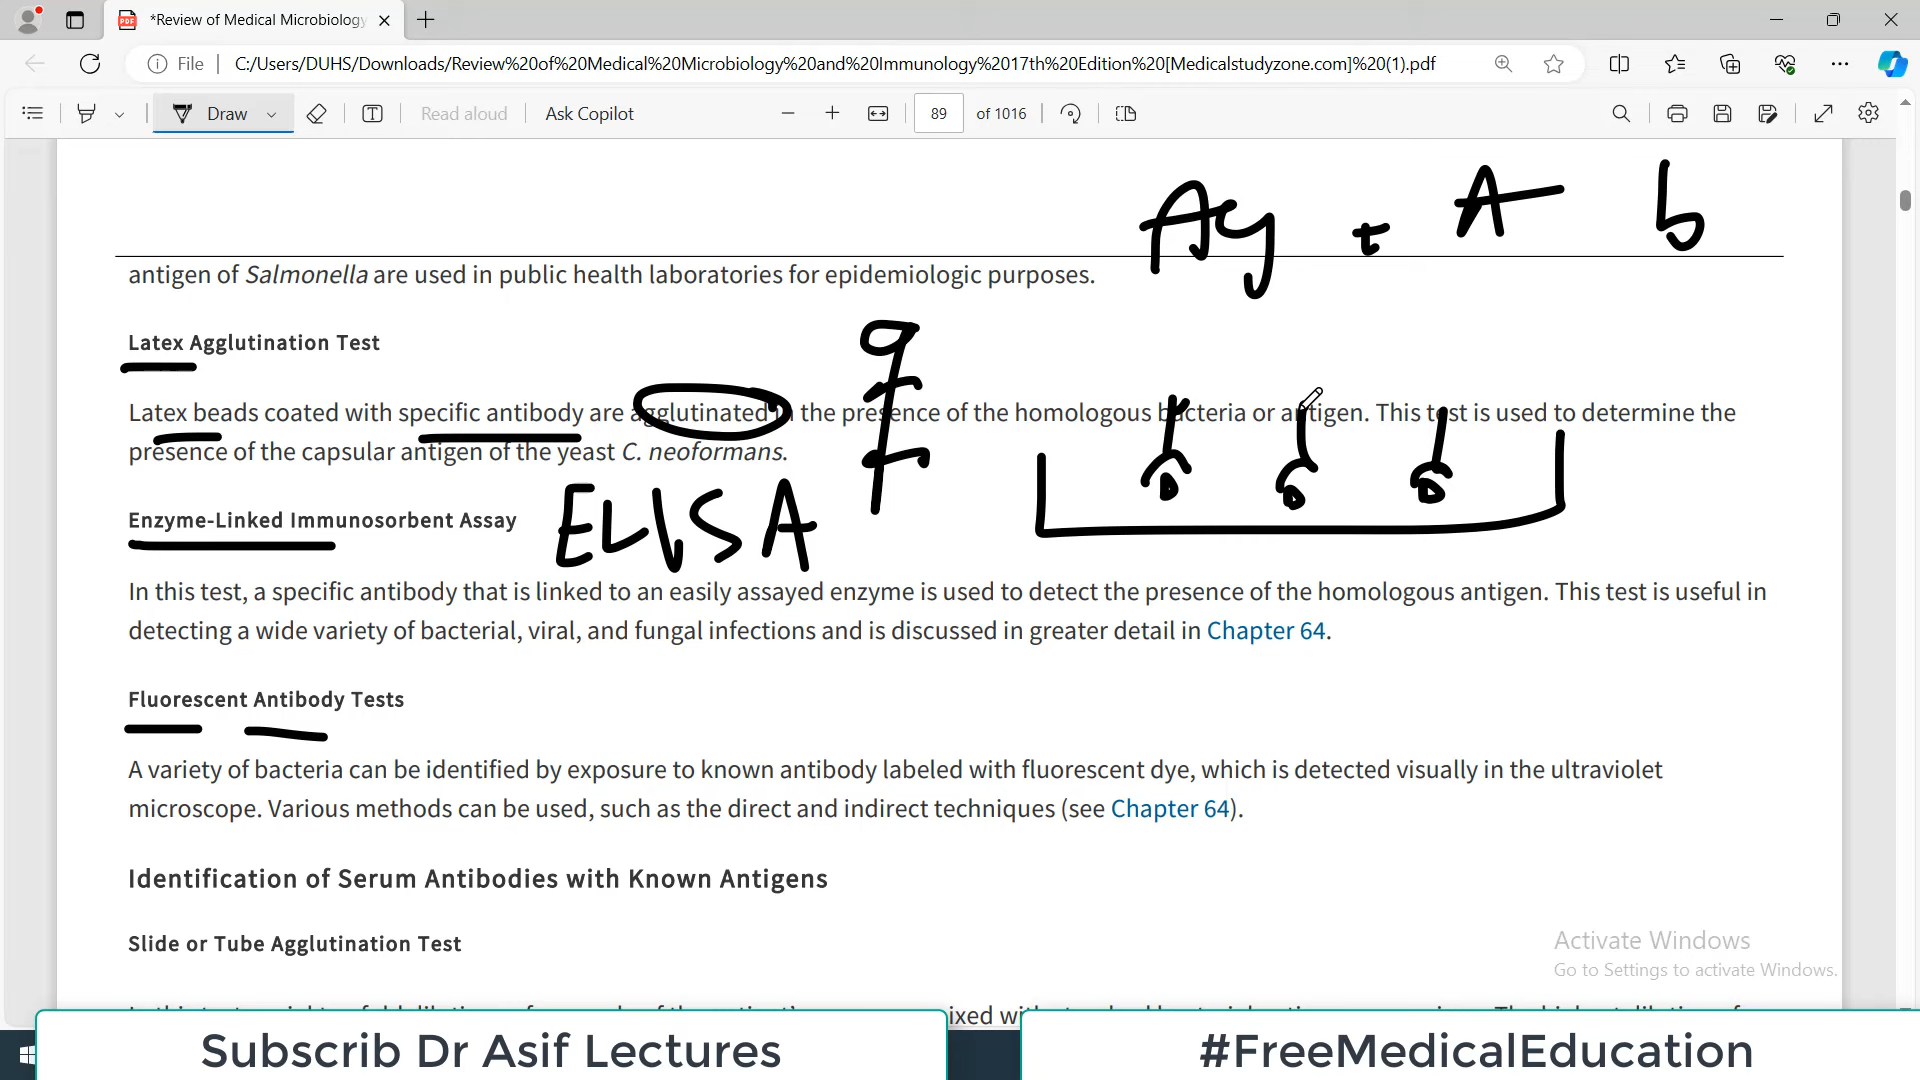 *Review of Medical Microbiology
File
C:/Users/DUHS/Downloads/Review%20of%20Medical%20Microbiology%20and%20Immunology%2017th%20Edition%20[Medicalstudyzone.com]%20(1).pdf
Draw
Read aloud
Ask Copilot
89 of 1016
Ag + A b
antigen of Salmonella are used in public health laboratories for epidemiologic purposes.
Latex Agglutination Test
Latex beads coated with specific antibody are agglutinated in the presence of the homologous bacteria or antigen. This test is used to determine the
presence of the capsular antigen of the yeast C. neoformans.
Enzyme-Linked Immunosorbent Assay
ELISA
In this test, a specific antibody that is linked to an easily assayed enzyme is used to detect the presence of the homologous antigen. This test is useful in
detecting a wide variety of bacterial, viral, and fungal infections and is discussed in greater detail in Chapter 64.
Fluorescent Antibody Tests
A variety of bacteria can be identified by exposure to known antibody labeled with fluorescent dye, which is detected visually in the ultraviolet
microscope. Various methods can be used, such as the direct and indirect techniques (see Chapter 64).
Identification of Serum Antibodies with Known Antigens
Slide or Tube Agglutination Test
Activate Windows
Go to Settings to activate Windows.
Subscrib Dr Asif Lectures
#FreeMedicalEducation